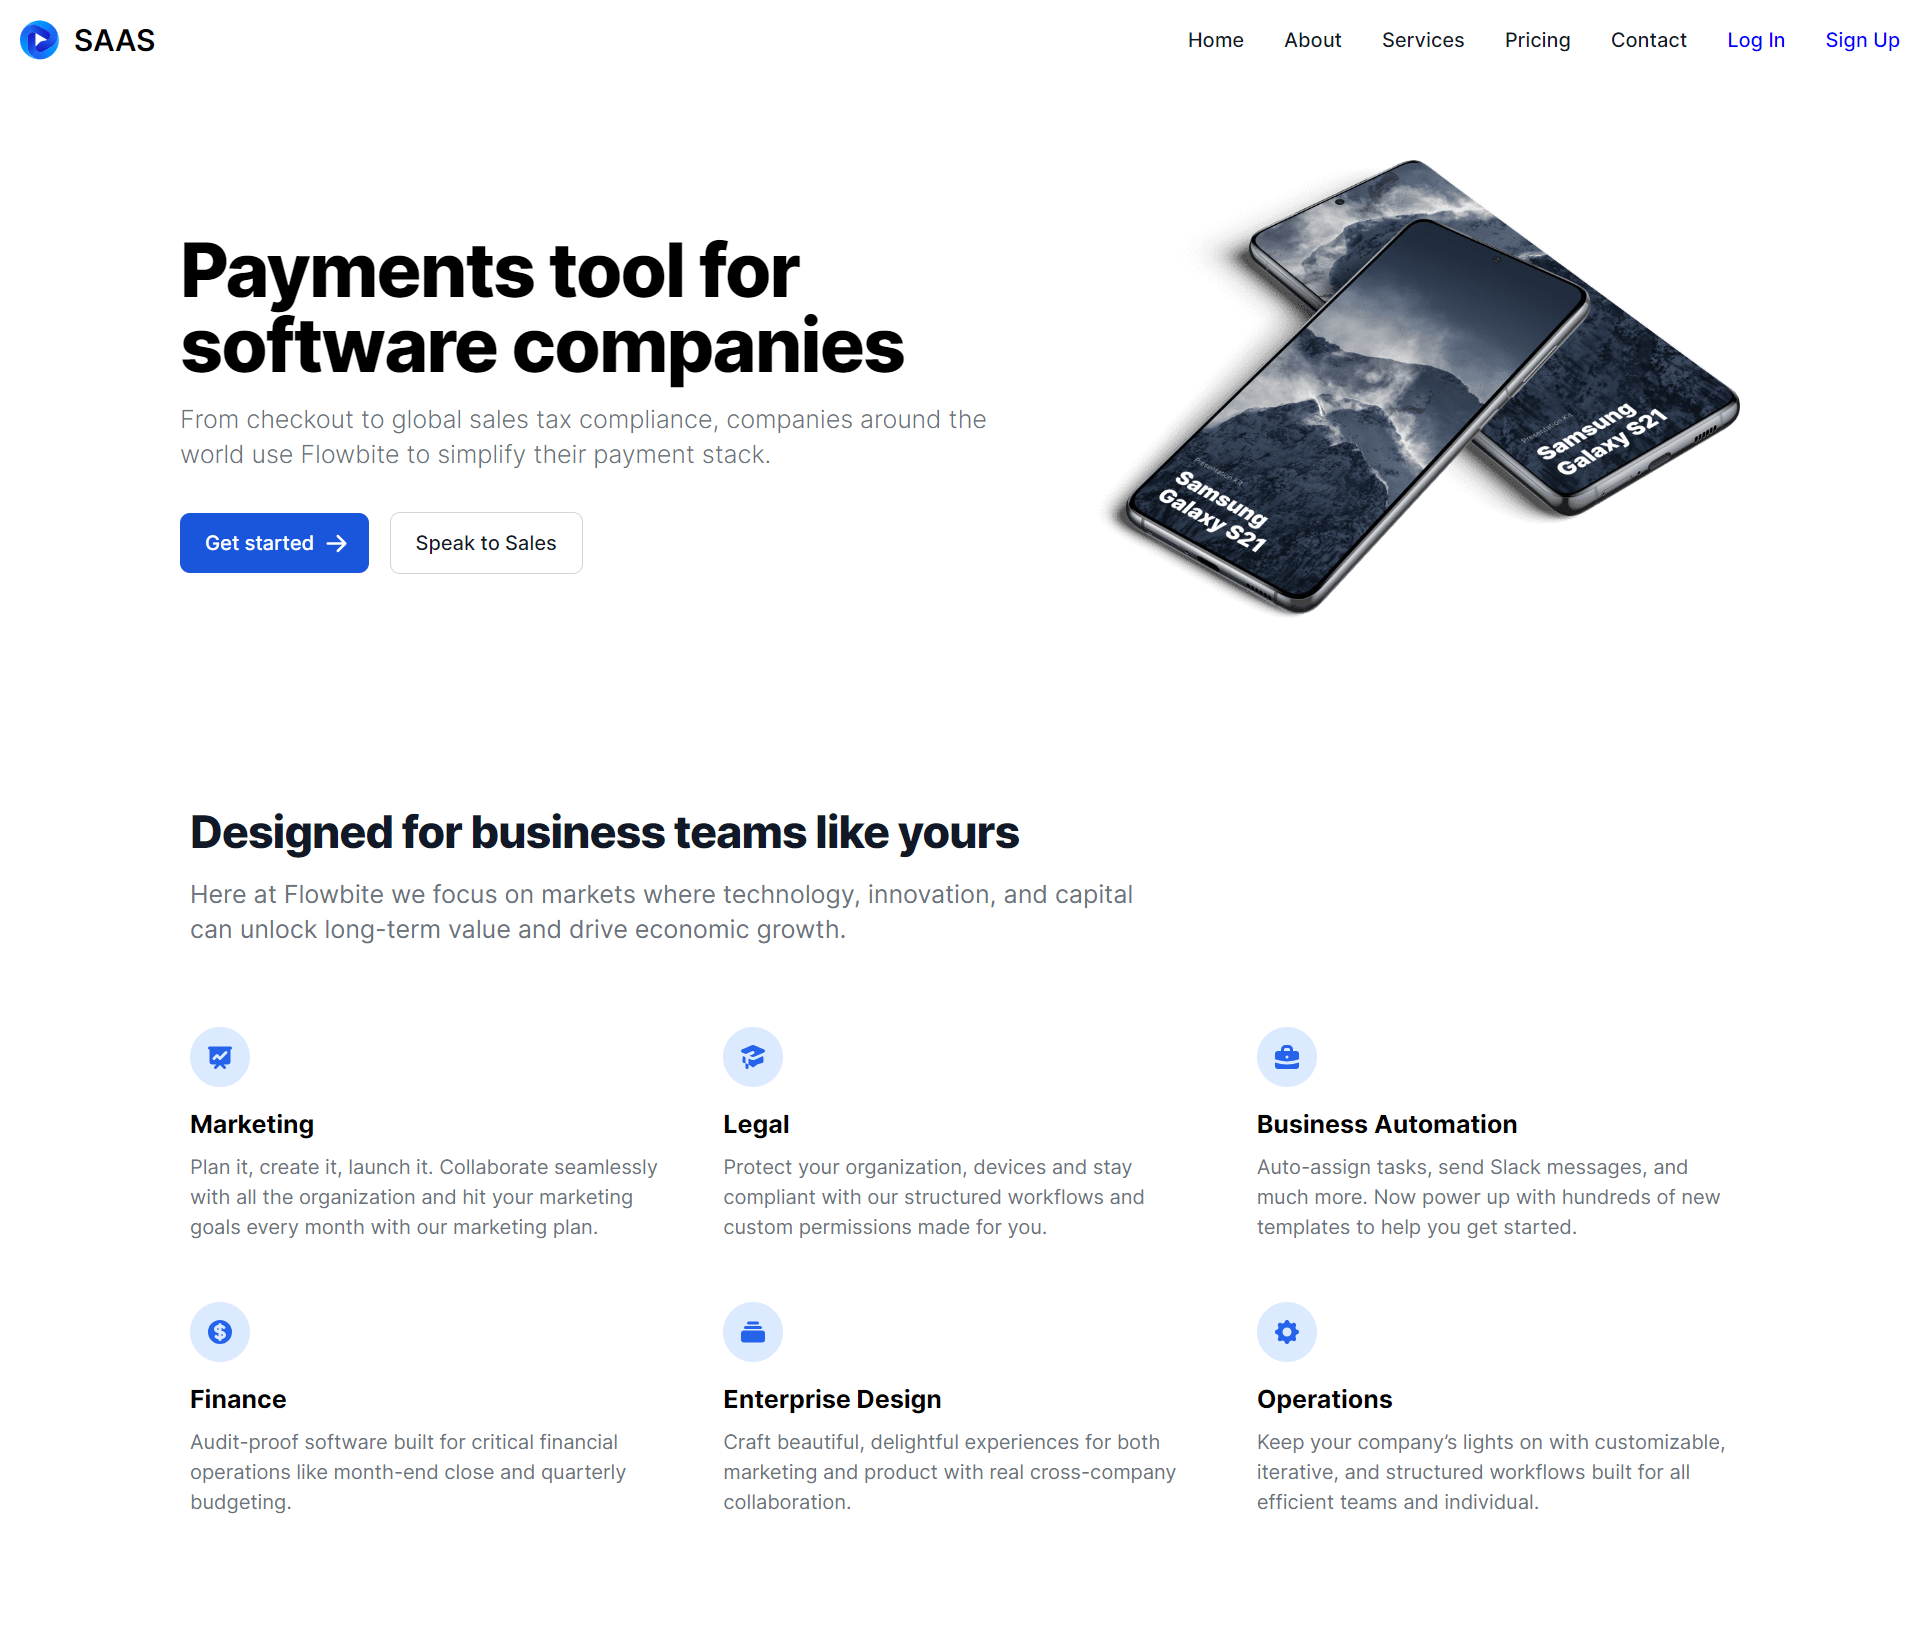 SAAS
Home About Services Pricing Contact Log In Sign Up
Payments tool for
software companies
From checkout to global sales tax compliance, companies around the
world use Flowbite to simplify their payment stack.
Get started
Speak to Sales
Presentation Kit
Samsung
Galaxy S21
Presentation Kit
Samsung
Galaxy S21
Designed for business teams like yours
Here at Flowbite we focus on markets where technology, innovation, and capital
can unlock long-term value and drive economic growth.
Marketing
Plan it, create it, launch it. Collaborate seamlessly
with all the organization and hit your marketing
goals every month with our marketing plan.
Legal
Protect your organization, devices and stay
compliant with our structured workflows and
custom permissions made for you.
Business Automation
Auto-assign tasks, send Slack messages, and
much more. Now power up with hundreds of new
templates to help you get started.
Finance
Audit-proof software built for critical financial
operations like month-end close and quarterly
budgeting.
Enterprise Design
Craft beautiful, delightful experiences for both
marketing and product with real cross-company
collaboration.
Operations
Keep your company’s lights on with customizable,
iterative, and structured workflows built for all
efficient teams and individual.